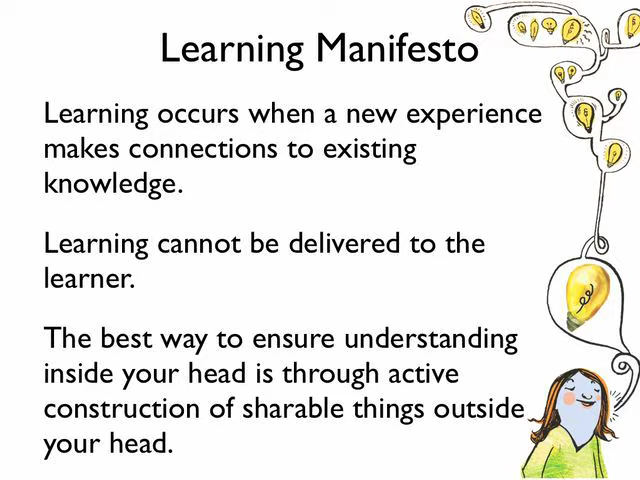 Learning Manifesto
Learning occurs when a new experience
makes connections to existing
knowledge.
Learning cannot be delivered to the
learner.
The best way to ensure understanding
inside your head is through active
construction of sharable things outside
your head.